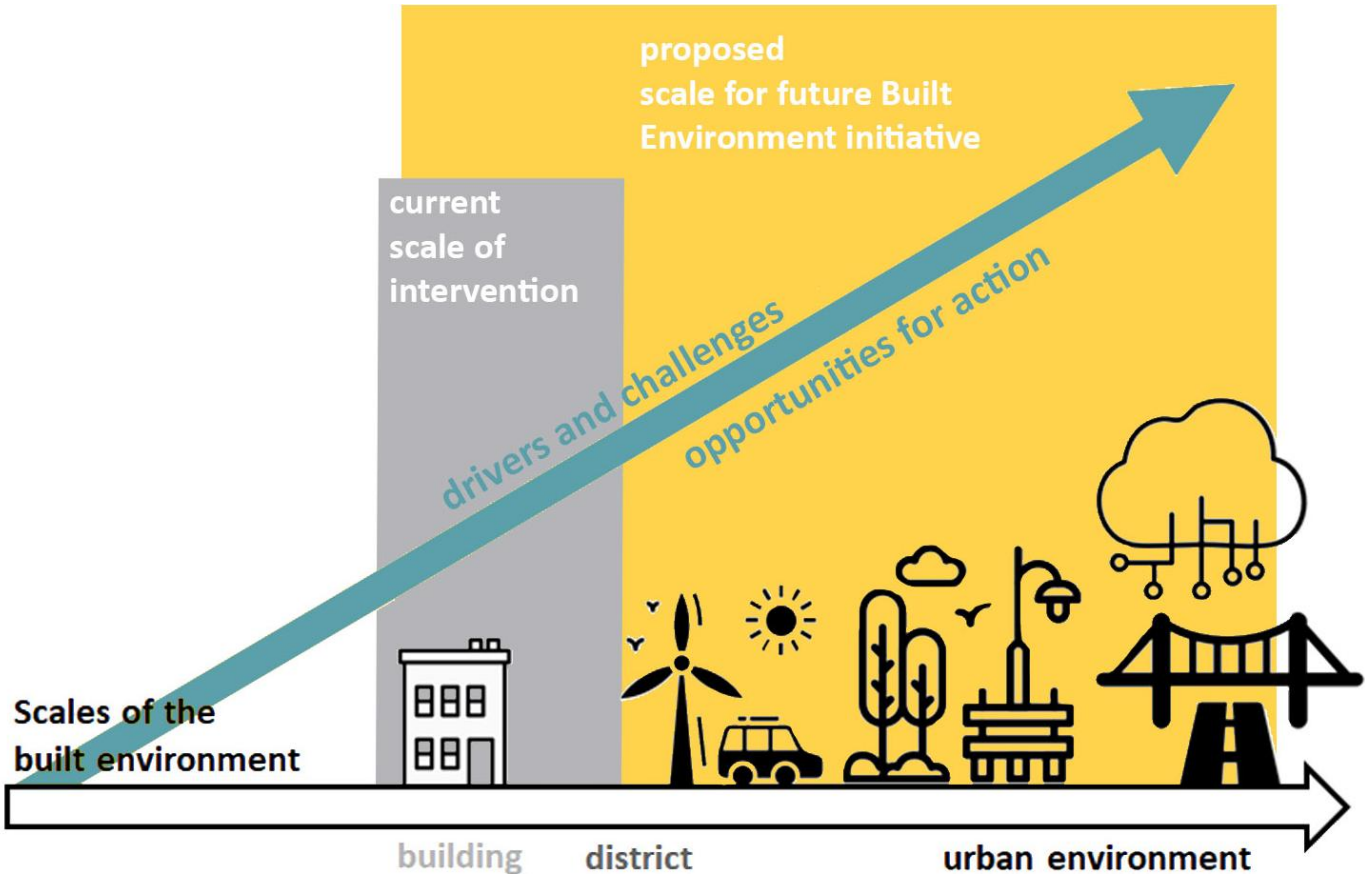 proposed
scale for future Built
Environment initiative
current
scale of
intervention
drivers and challenges
opportunities for action
Scales of the
built environment
building
district
urban environment